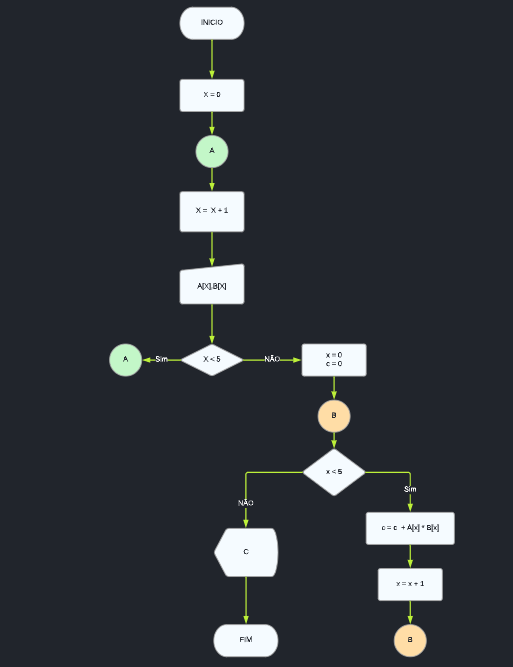 INICIO
X = 0
A
X = X + 1
A[X],B[X]
A
Sim
X < 5
NÃO
x = 0
c = 0
B
x < 5
NÃO
Sim
C
c = c + A[x] * B[x]
x = x + 1
FIM
B